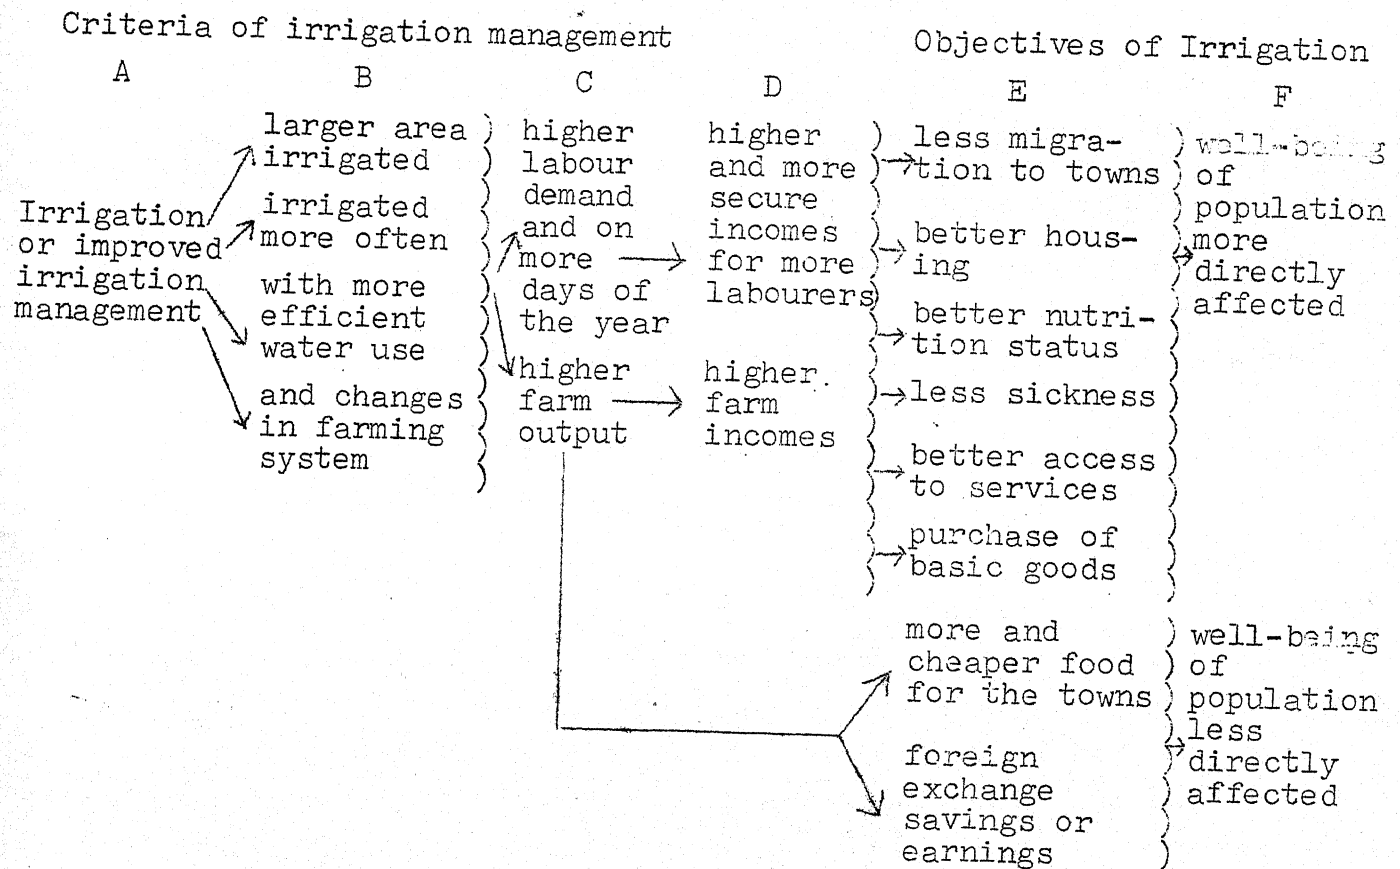 Criteria of irrigation management
Objectives of Irrigation
A
B
C
D
E
F
Irrigation
or improved
irrigation
management
larger area
irrigated
irrigated
more often
with more
efficient
water use
and changes
in farming
system
higher
labour
demand
and on
more
days of
the year
higher
farm
output
higher
and more
secure
incomes
for more
labourers
higher.
farm
incomes
less migra-
tion to towns
better hous-
ing
better nutri-
tion status
less sickness
better access
to services
purchase of
basic goods
more and
cheaper food
for the towns
foreign
exchange
savings or
earnings
well-being
of
population
more
directly
affected
well-being
of
population
less
directly
affected